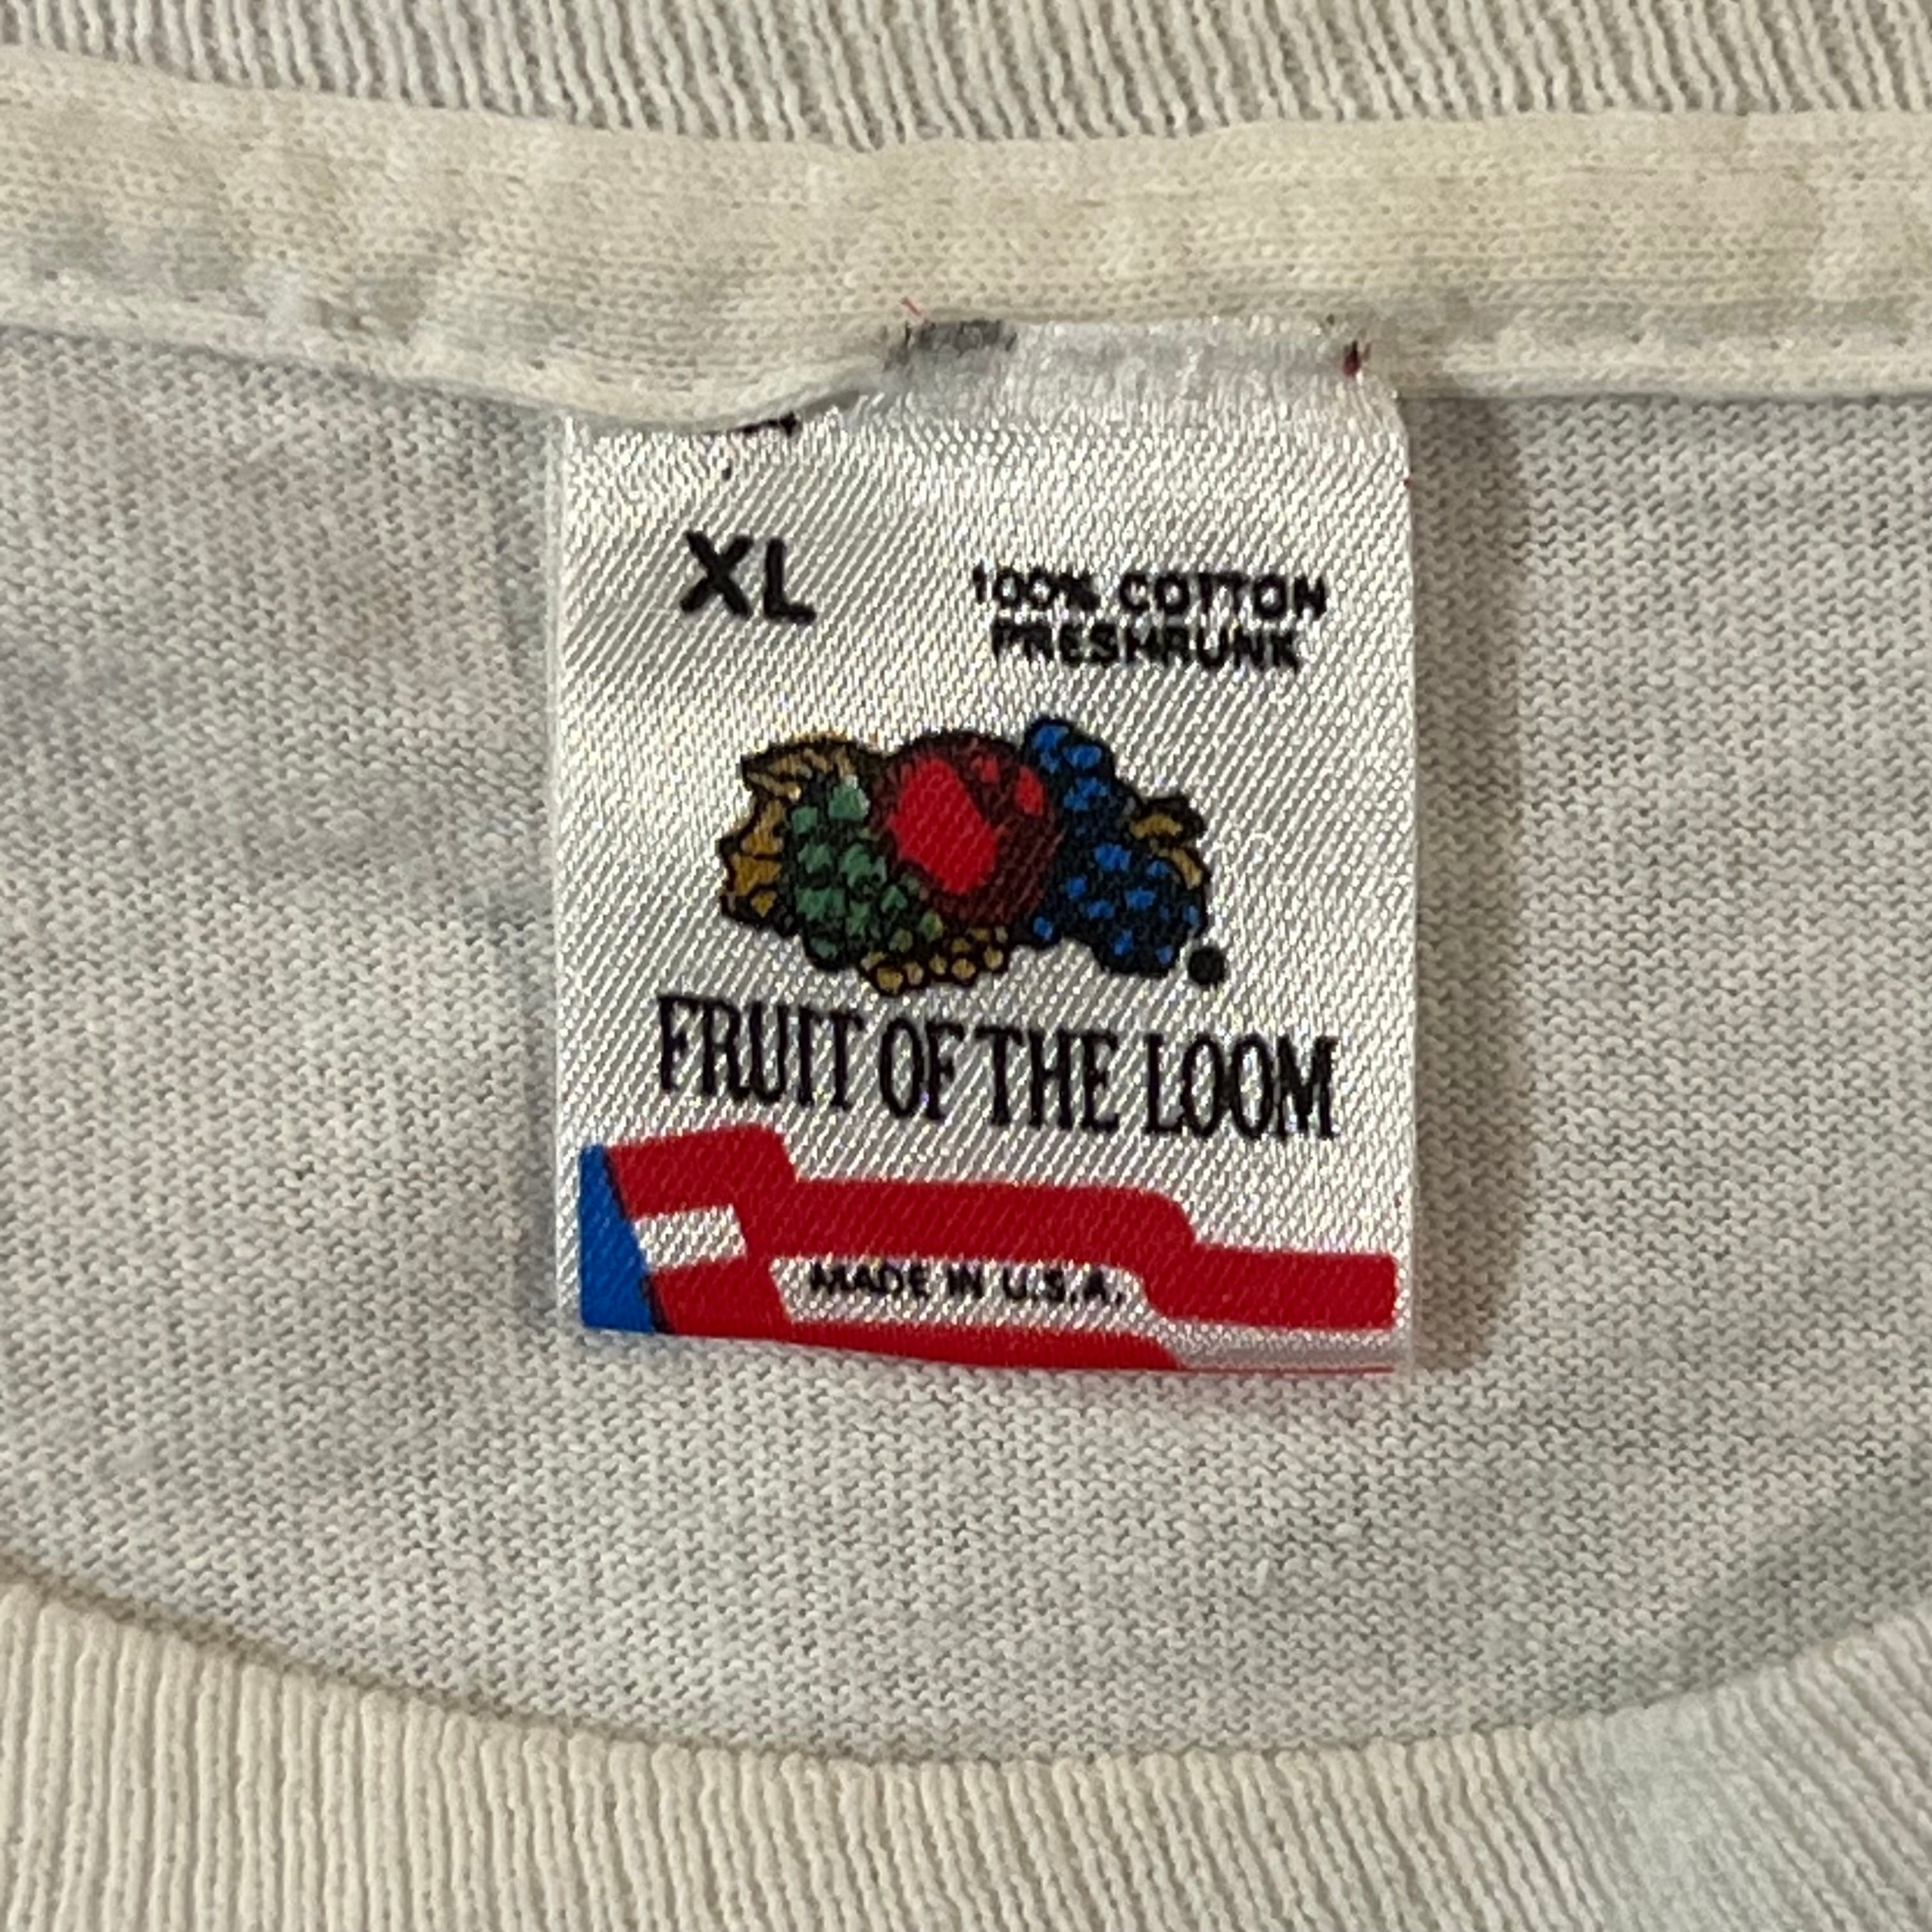 XL
100% COTTON
PRESHRUNK
FRUIT OF THE LOOM
MADE IN U.S.A.